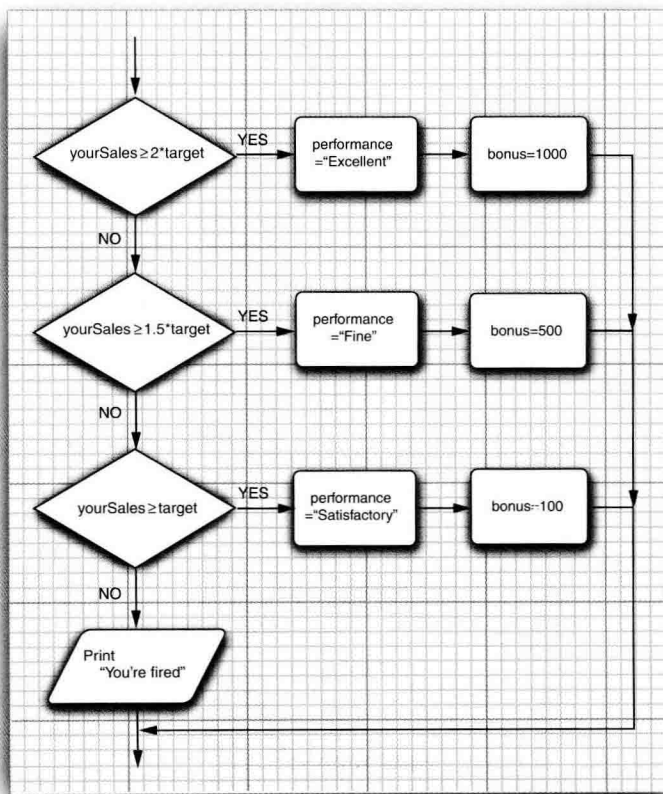 yourSales≥2*target
YES
performance
="Excellent"
bonus=1000
NO
yourSales≥1.5*target
YES
performance
="Fine"
bonus=500
NO
yourSales≥target
YES
performance
="Satisfactory"
bonus=100
NO
Print
"You're fired"